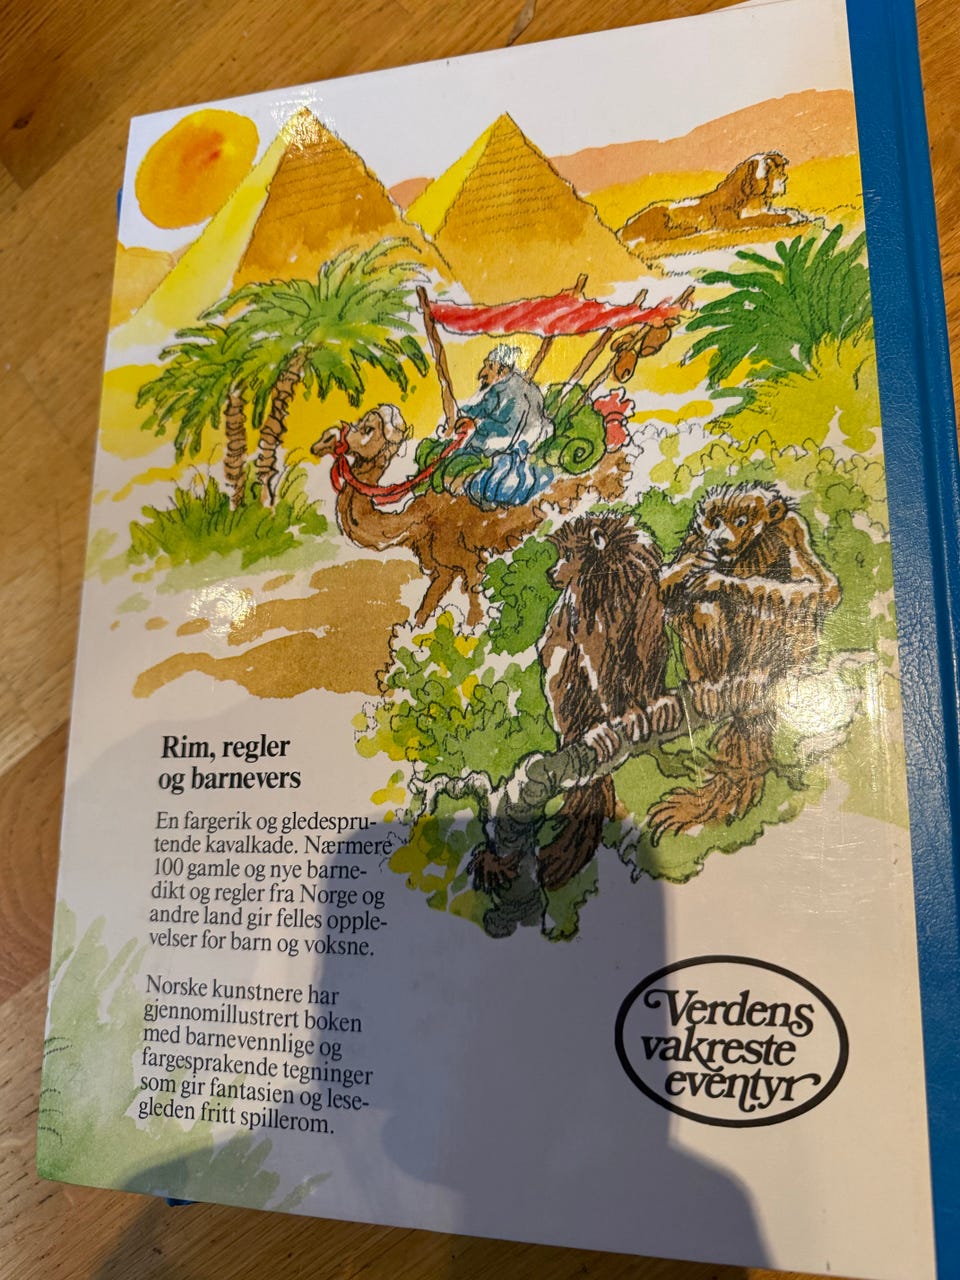 Rim, regler
og barnevers
En fargerik og gledespru-
tende kavalkade. Nærmere
100 gamle og nye barne-
dikt og regler fra Norge og
andre land gir felles opple-
velser for barn og voksne.
Norske kunstnere har
gjennomillustrert boken
med barnevennlige og
fargesprakende tegninger
som gir fantasien og lese-
gleden fritt spillerom.
Verdens
vakreste
eventyr